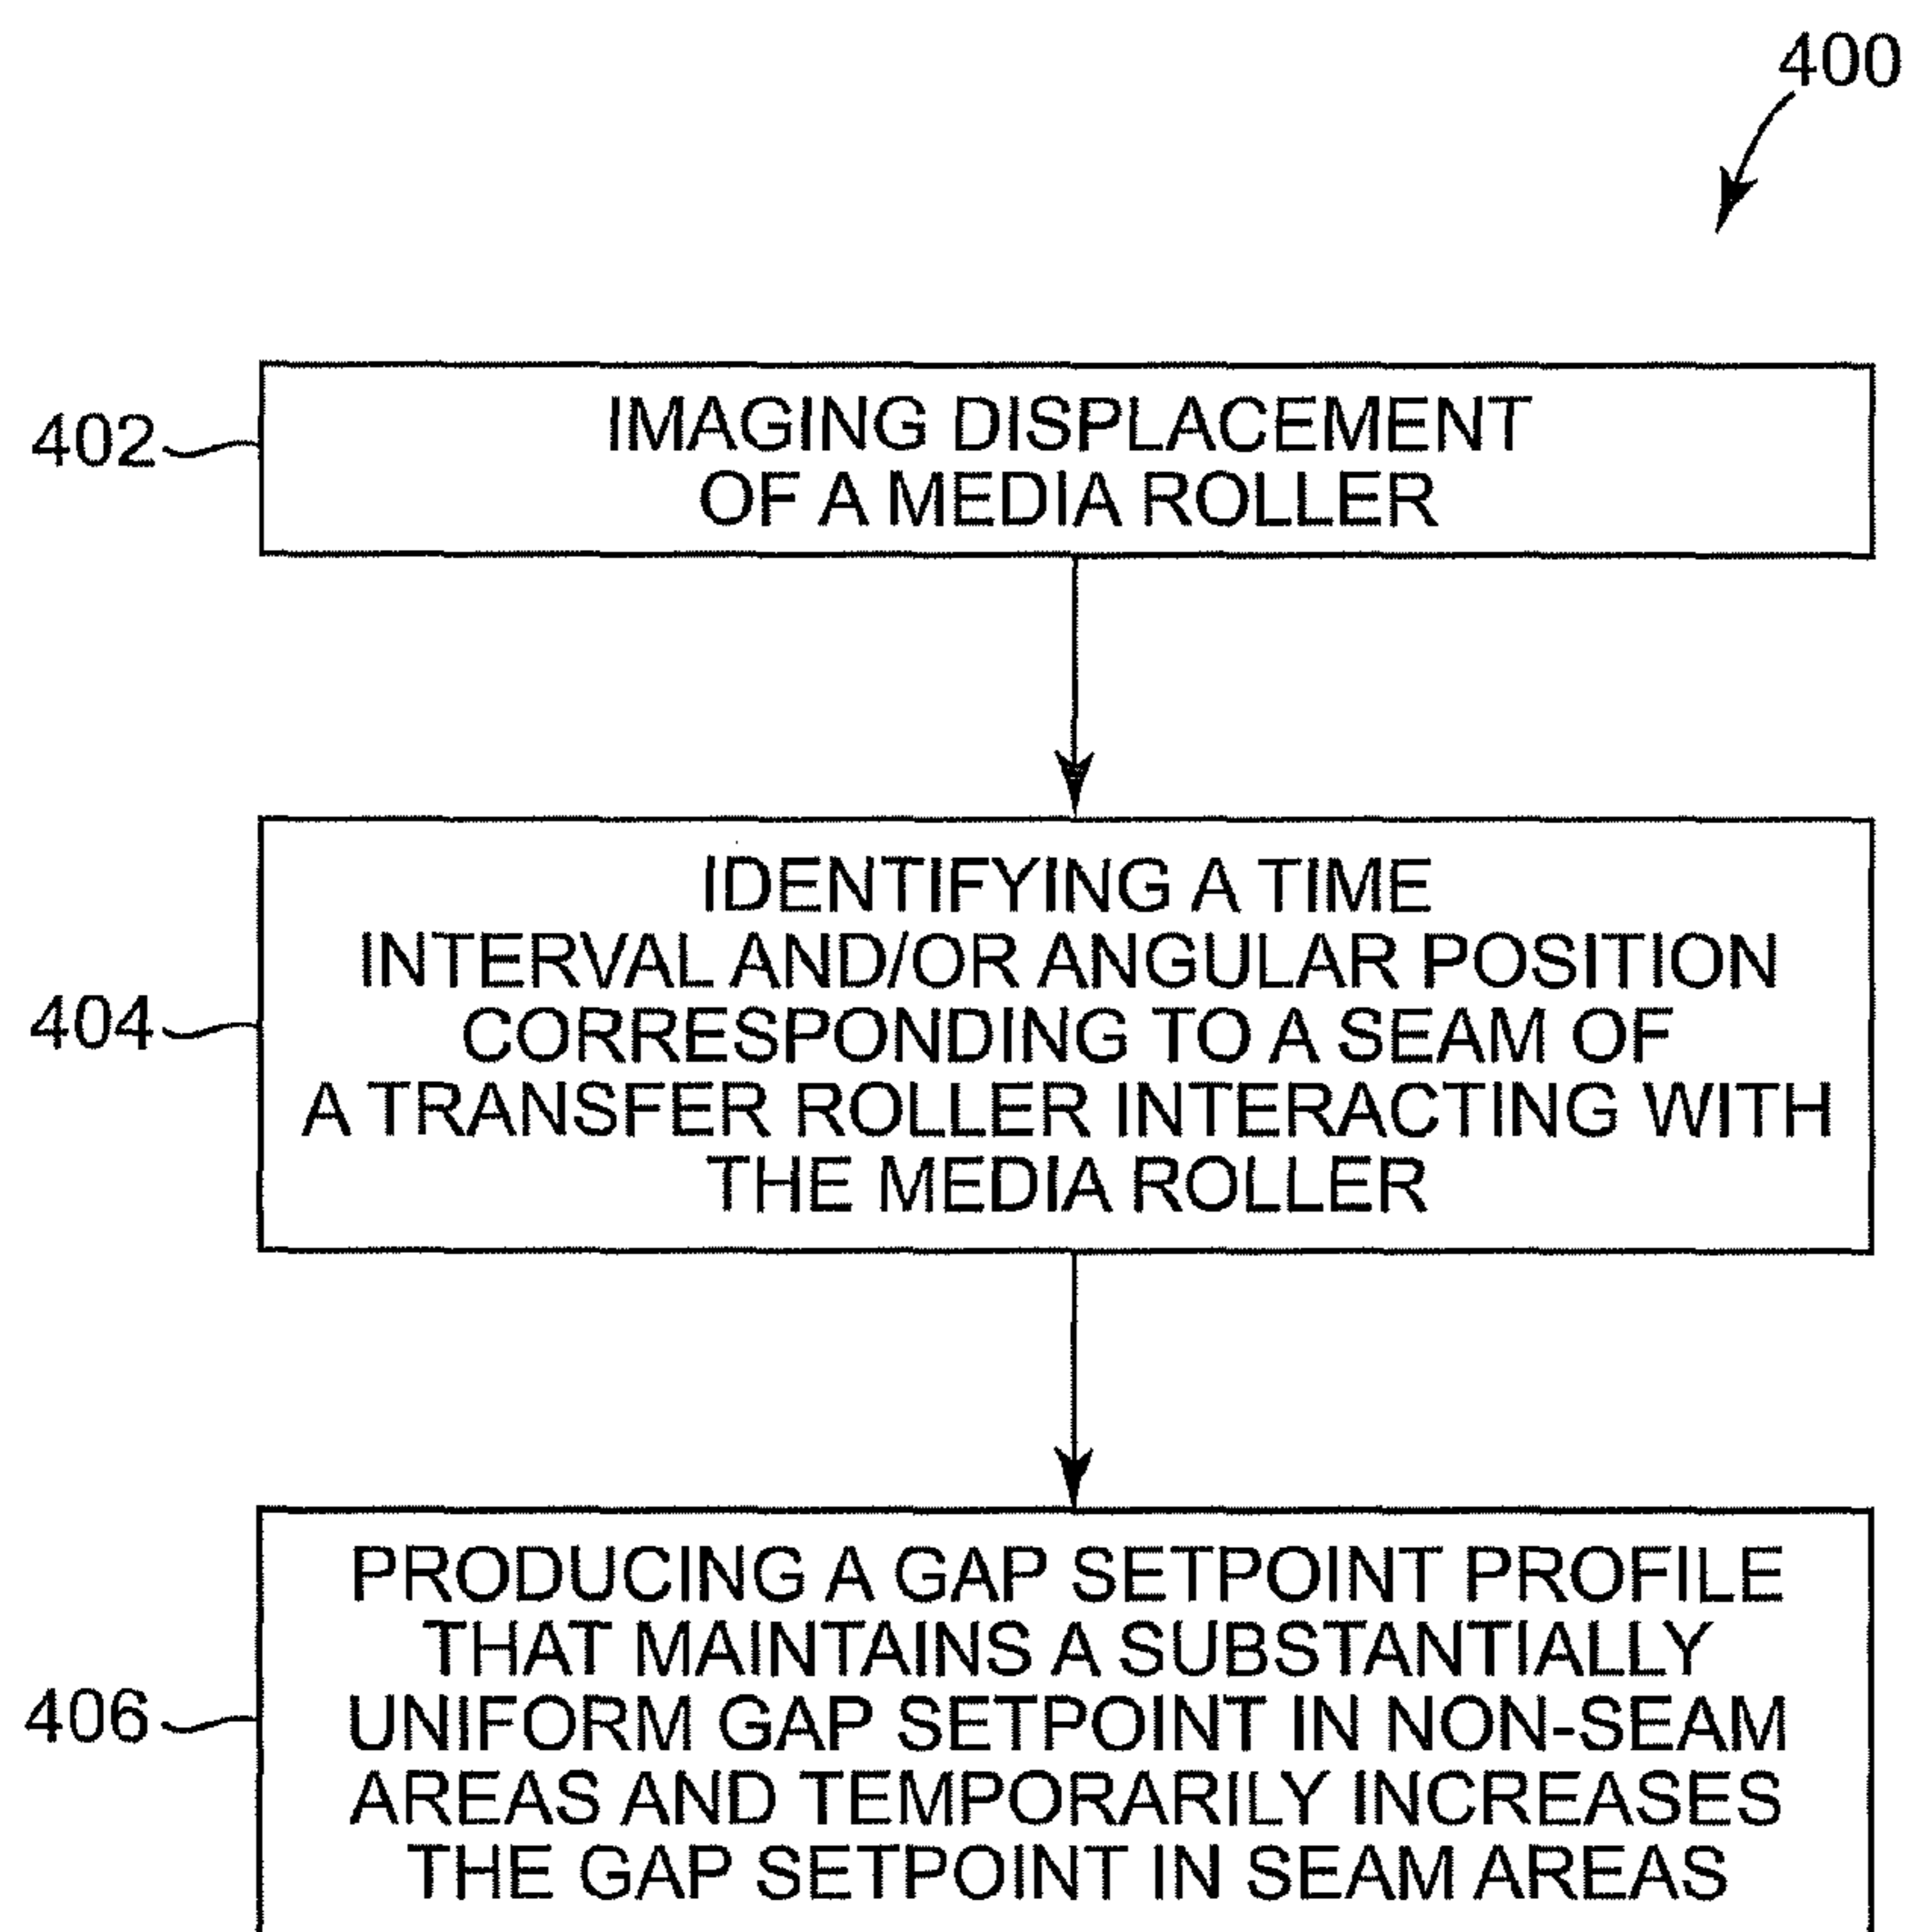 400
402
IMAGING DISPLACEMENT
OF A MEDIA ROLLER
404
IDENTIFYING A TIME
INTERVAL AND/OR ANGULAR POSITION
CORRESPONDING TO A SEAM OF
A TRANSFER ROLLER INTERACTING WITH
THE MEDIA ROLLER
406
PRODUCING A GAP SETPOINT PROFILE
THAT MAINTAINS A SUBSTANTIALLY
UNIFORM GAP SETPOINT IN NON-SEAM
AREAS AND TEMPORARILY INCREASES
THE GAP SETPOINT IN SEAM AREAS